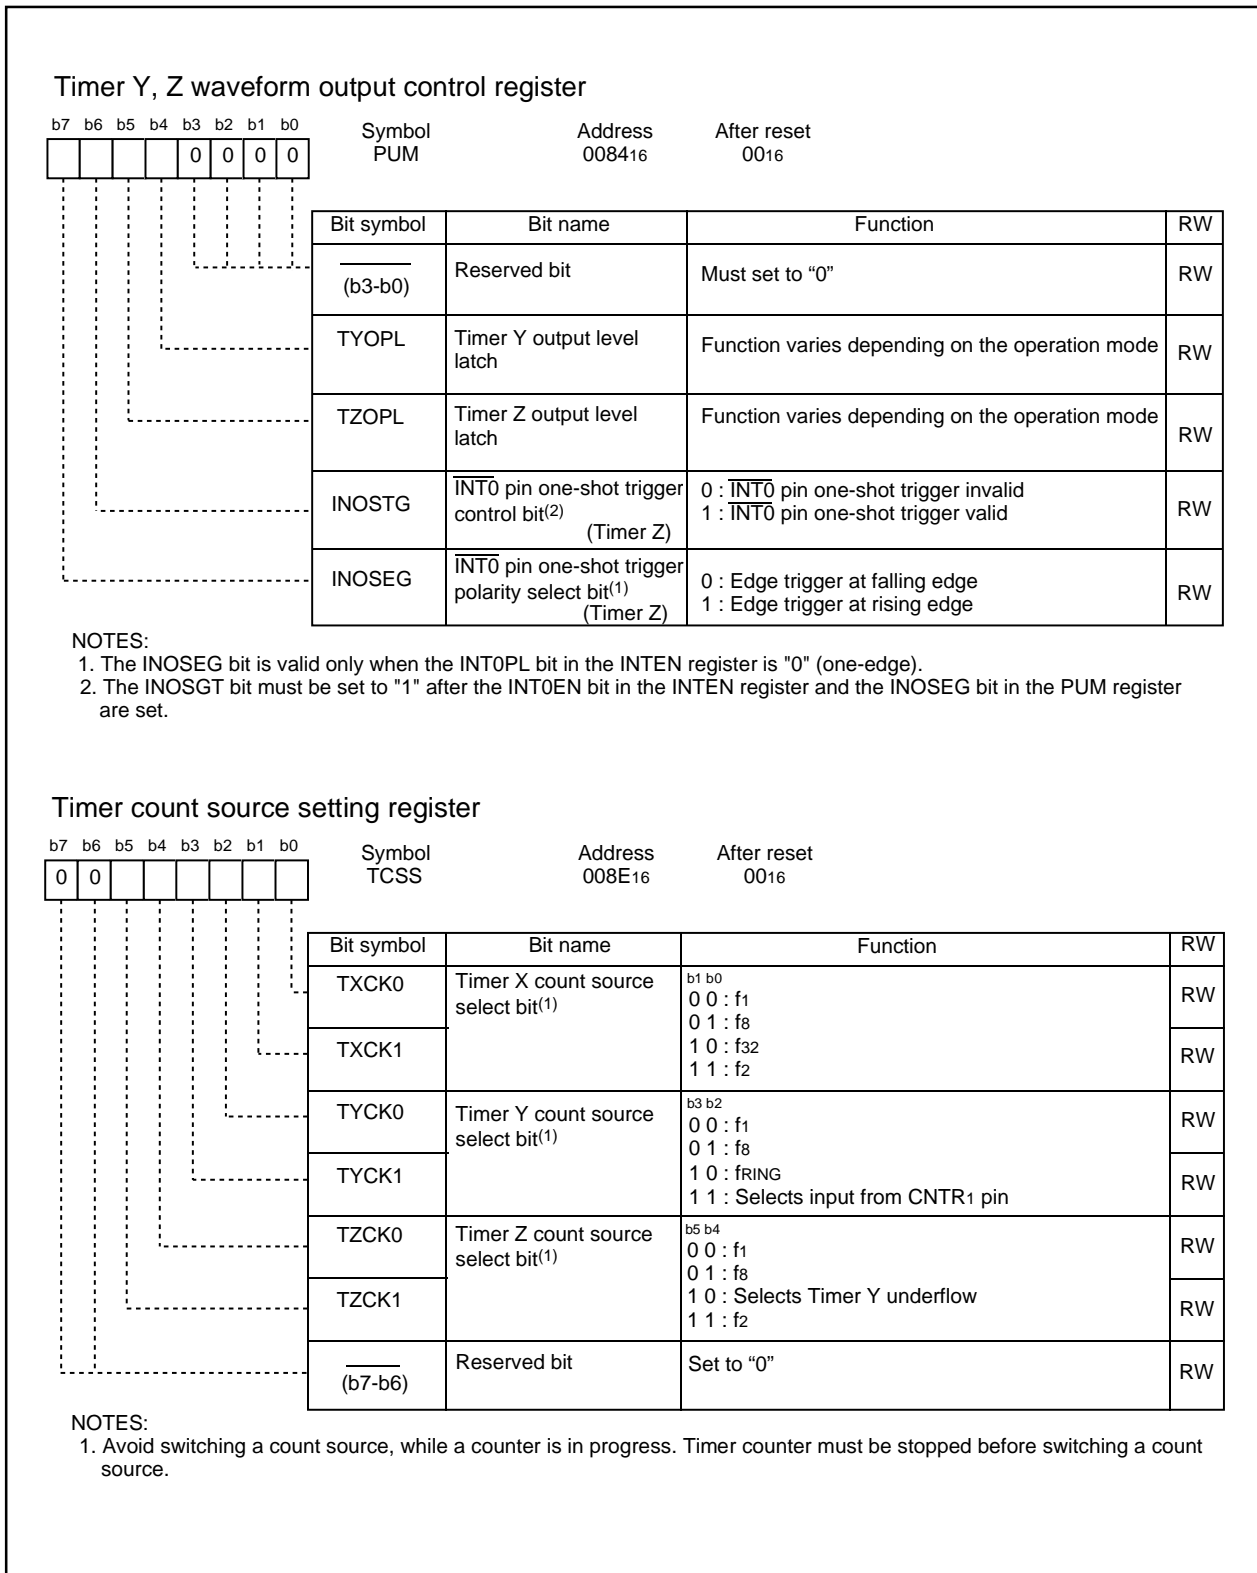 Timer Y, Z waveform output control register
b7 b6 b5 b4 b3 b2 b1 b0
0 0 0 0
Symbol Address After reset
PUM 008416 0016
Bit symbol Bit name Function RW
(b3-b0) Reserved bit Must set to “0” RW
TYOPL Timer Y output level latch Function varies depending on the operation mode RW
TZOPL Timer Z output level latch Function varies depending on the operation mode RW
INOSTG INT0 pin one-shot trigger control bit(2) (Timer Z)
0 : INT0 pin one-shot trigger invalid
1 : INT0 pin one-shot trigger valid
RW
INOSEG INT0 pin one-shot trigger polarity select bit(1) (Timer Z)
0 : Edge trigger at falling edge
1 : Edge trigger at rising edge
RW
NOTES:
1. The INOSEG bit is valid only when the INT0PL bit in the INTEN register is "0" (one-edge).
2. The INOSGT bit must be set to "1" after the INT0EN bit in the INTEN register and the INOSEG bit in the PUM register
are set.
Timer count source setting register
b7 b6 b5 b4 b3 b2 b1 b0
0 0
Symbol Address After reset
TCSS 008E16 0016
Bit symbol Bit name Function RW
TXCK0 Timer X count source select bit(1)
b1 b0
0 0 : f1
0 1 : f8
RW
TXCK1
1 0 : f32
1 1 : f2
RW
TYCK0 Timer Y count source select bit(1)
b3 b2
0 0 : f1
0 1 : f8
RW
TYCK1
1 0 : fRING
1 1 : Selects input from CNTR1 pin
RW
TZCK0 Timer Z count source select bit(1)
b5 b4
0 0 : f1
0 1 : f8
RW
TZCK1
1 0 : Selects Timer Y underflow
1 1 : f2
RW
(b7-b6) Reserved bit Set to “0” RW
NOTES:
1. Avoid switching a count source, while a counter is in progress. Timer counter must be stopped before switching a count
source.